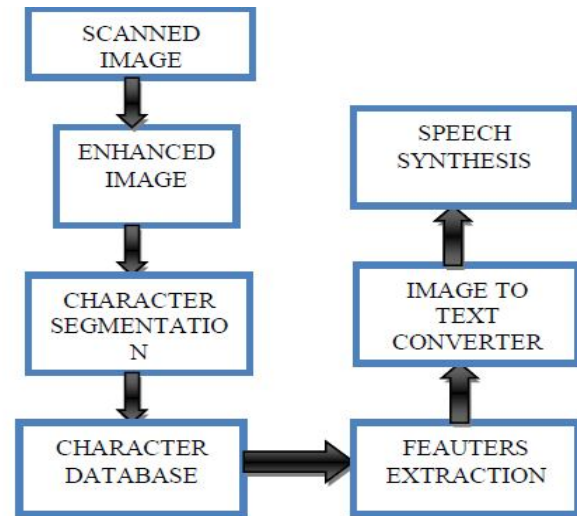 SCANNED
IMAGE
ENHANCED
IMAGE
CHARACTER
SEGMENTATIO
N
CHARACTER
DATABASE
FEAUTERS
EXTRACTION
IMAGE TO
TEXT
CONVERTER
SPEECH
SYNTHESIS